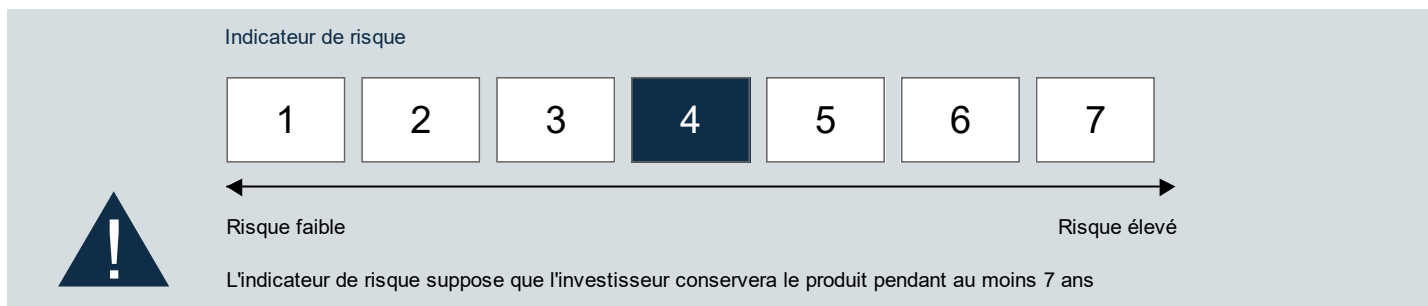 Indicateur de risque
1 2 3 4 5 6 7
Risque faible Risque élevé
!
L'indicateur de risque suppose que l'investisseur conservera le produit pendant au moins 7 ans